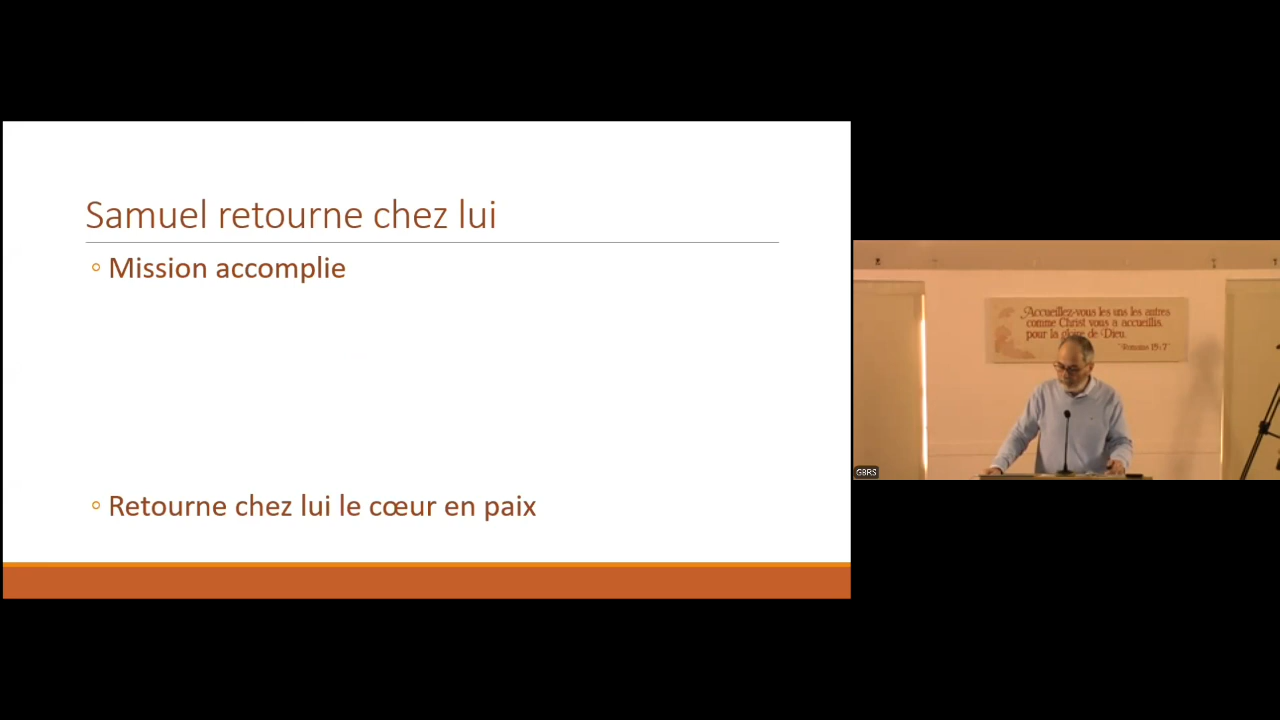 Samuel retourne chez lui
◦ Mission accomplie
◦ Retourne chez lui le cœur en paix
Accueillez-vous les uns les autres
comme Christ vous a accueillis,
pour la gloire de Dieu.
Romains 15:7
GBRS